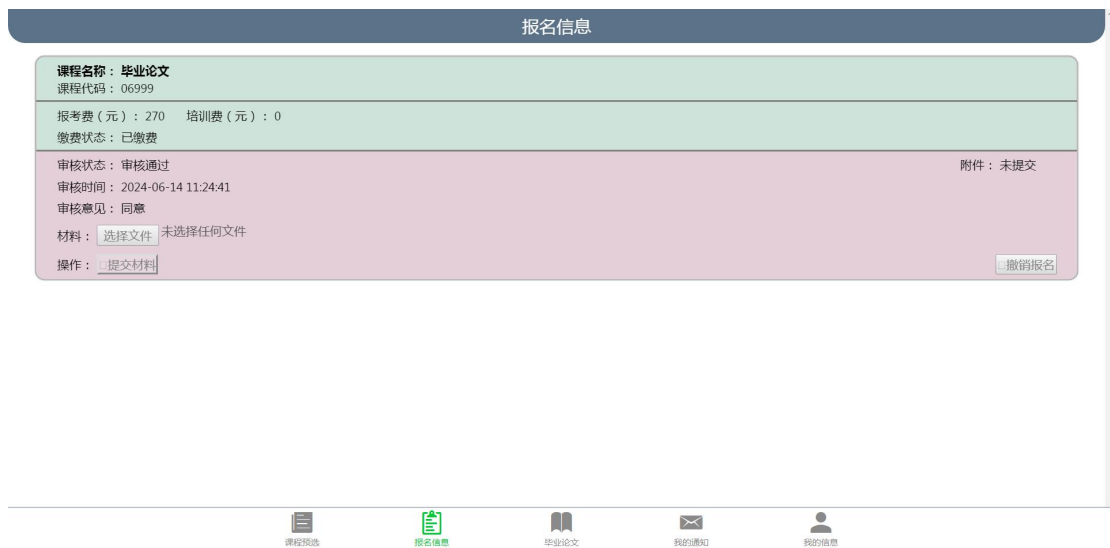 报名信息
课程名称：毕业论文
课程代码：06999
报考费（元）：270 培训费（元）：0
缴费状态：已缴费
审核状态：审核通过 附件：未提交
审核时间：2024-06-14 11:24:41
审核意见：同意
材料：选择文件 未选择任何文件
操作：□提交材料 □撤销报名
课程预选 报名信息 毕业论文 我的通知 我的信息